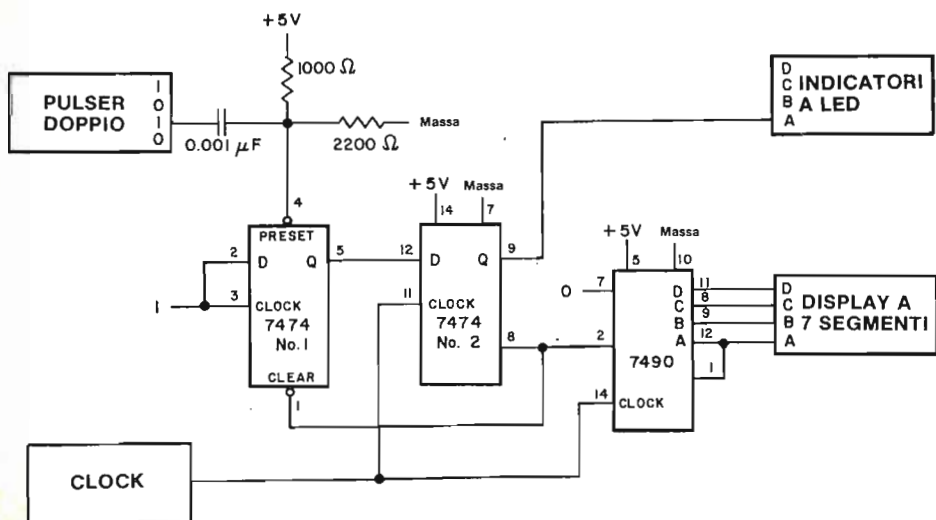 +5V
1000 Ω
PULSER
DOPPIO
1
0
1
0
0.001 μF
2200 Ω
Massa
D
C
B
A
INDICATORI
A LED
4
+5V
Massa
14
7
PRESET
2
D
Q
5
3
CLOCK
7474
No. 1
CLEAR
1
1
12
D
Q
9
11
CLOCK
7474
No. 2
8
+5V
Massa
5
10
0
7
2
7490
14
CLOCK
D
C
B
A
11
8
9
12
1
D
C
B
A
DISPLAY A
7 SEGMENTI
CLOCK